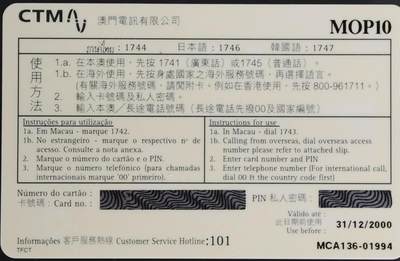 CTM 澳門電訊有限公司
MOP10
ภาษาไทย: 1744 日本語: 1746 韓國語: 1747
使用方法
1.a. 在本澳使用，先按 1741 (廣東話) 或1745 (普通話)。
1.b. 在海外使用，先按身處國家之海外服務號碼，再選擇語言。
(有關海外服務號碼，請閱附卡，例如在香港使用，先按 800-961711。)
2. 輸入卡號碼及私人密碼。
3. 輸入本澳／長途電話號碼 (長途電話先撥00及國家編號)
Instruções para utilização
1a. Em Macau - marque 1742.
1b. No estrangeiro - marque o respectivo nº de
acesso. Consulte a nota anexa.
2. Marque o número do cartão e o PIN.
3. Marque o número telefónico (para chamadas
internacionais marque '00' primeiro).
Instructions for use
1a. In Macau - dial 1743.
1b. Calling from overseas, dial overseas access
number please refer to attached slip.
2. Enter card number and PIN
3. Enter telephone number (For international call,
dial 00 ft the country code first)
Número do cartão :
卡號碼: Card no.:
PIN 私人密碼:
Válido até :
此日期前使用
Use before :
31/12/2000
Informações 客戶服務熱線 Customer Service Hotline:101
TFCT
MCA136-01994